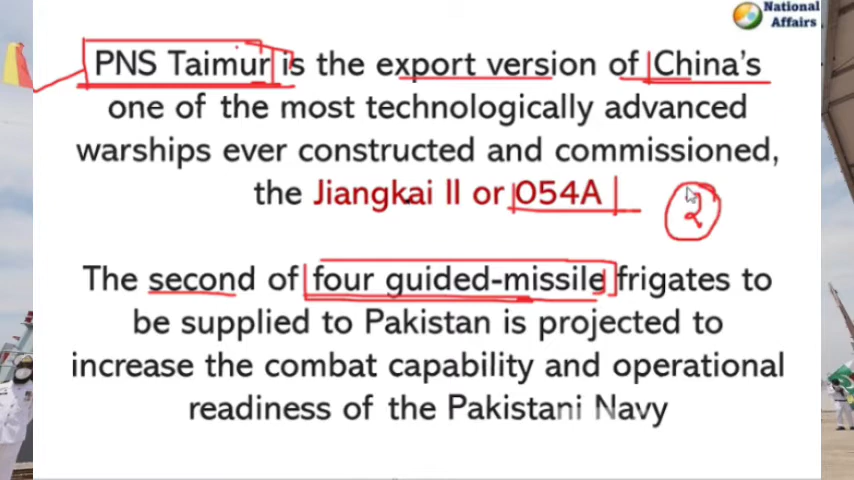 National
Affairs
PNS Taimur is the export version of China's
one of the most technologically advanced
warships ever constructed and commissioned,
the Jiangkai II or 054A
2
The second of four guided-missile frigates to
be supplied to Pakistan is projected to
increase the combat capability and operational
readiness of the Pakistani Navy